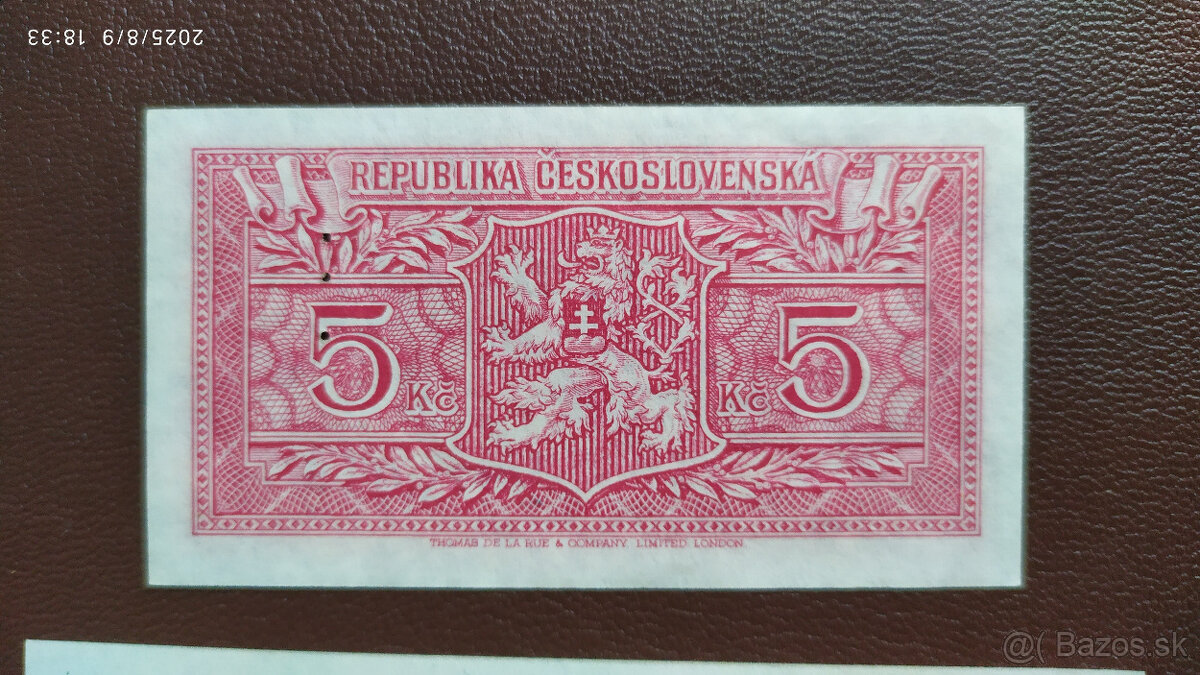 2025/8/9 18:33
REPUBLIKA ČESKOSLOVENSKÁ
5 Kč
Kč 5
THOMAS DE LA RUE & COMPANY, LIMITED, LONDON.
@( Bazos.sk